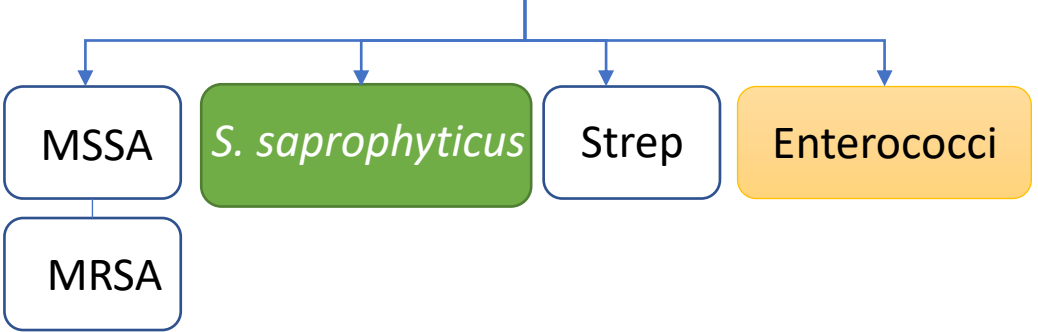 MSSA
S. saprophyticus
Strep
Enterococci
MRSA